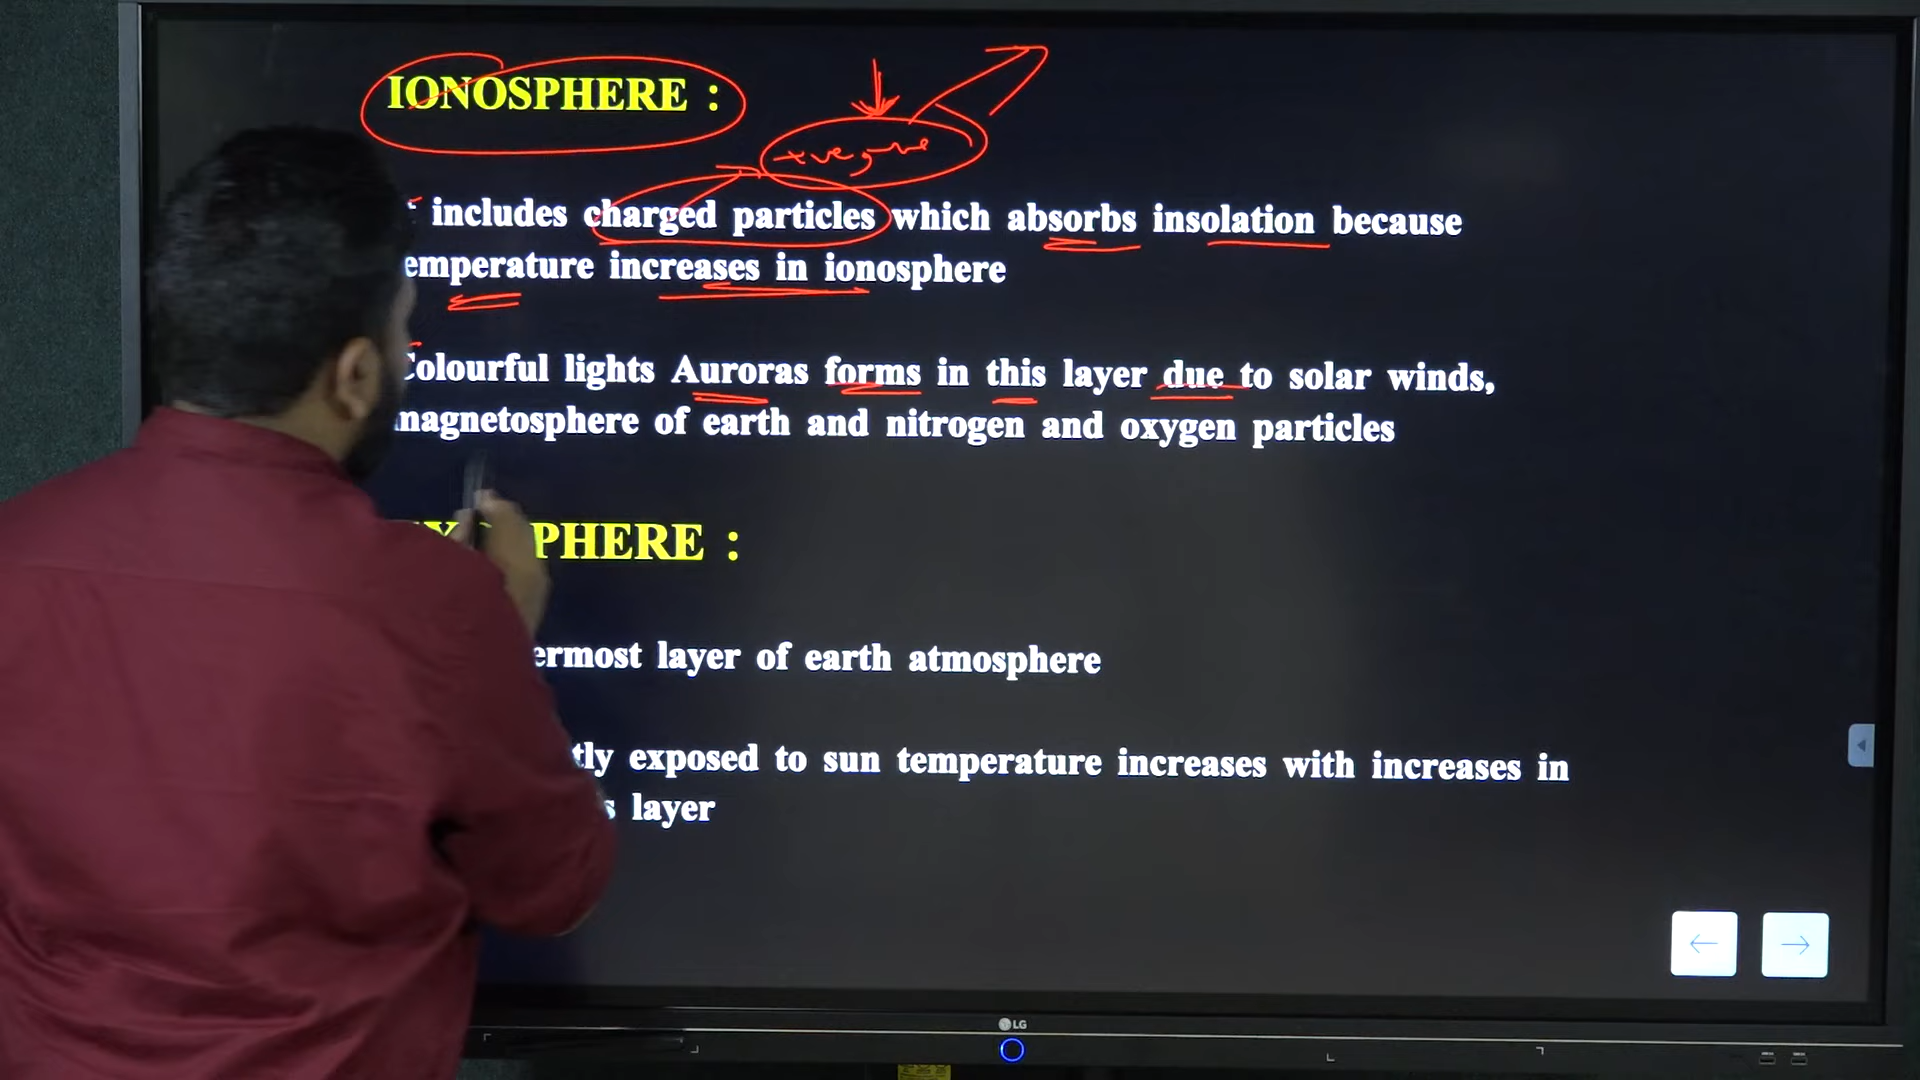 IONOSPHERE :
includes charged particles which absorbs insolation because
emperature increases in ionosphere
Colourful lights Auroras forms in this layer due to solar winds,
magnetosphere of earth and nitrogen and oxygen particles
PHERE :
ermost layer of earth atmosphere
tly exposed to sun temperature increases with increases in
s layer
LG